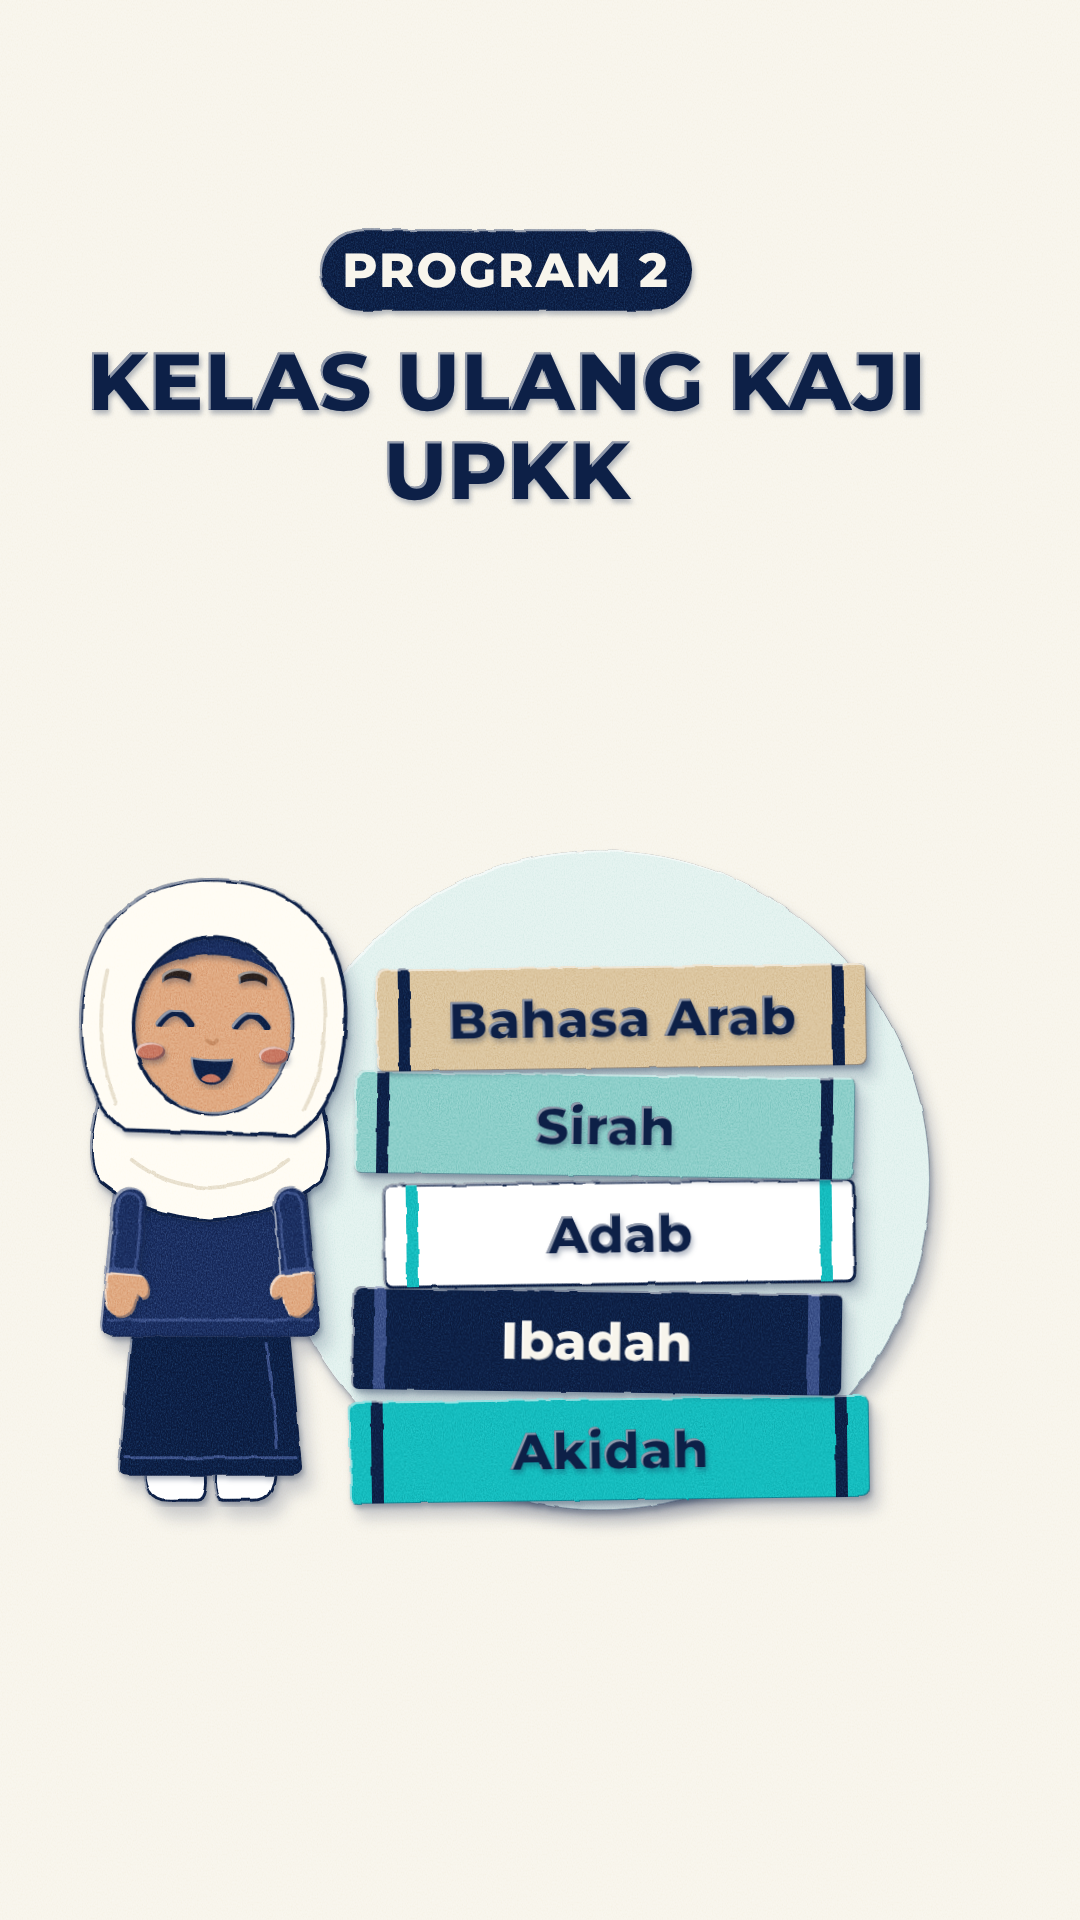 PROGRAM 2
KELAS ULANG KAJI
UPKK
Bahasa Arab
Sirah
Adab
Ibadah
Akidah